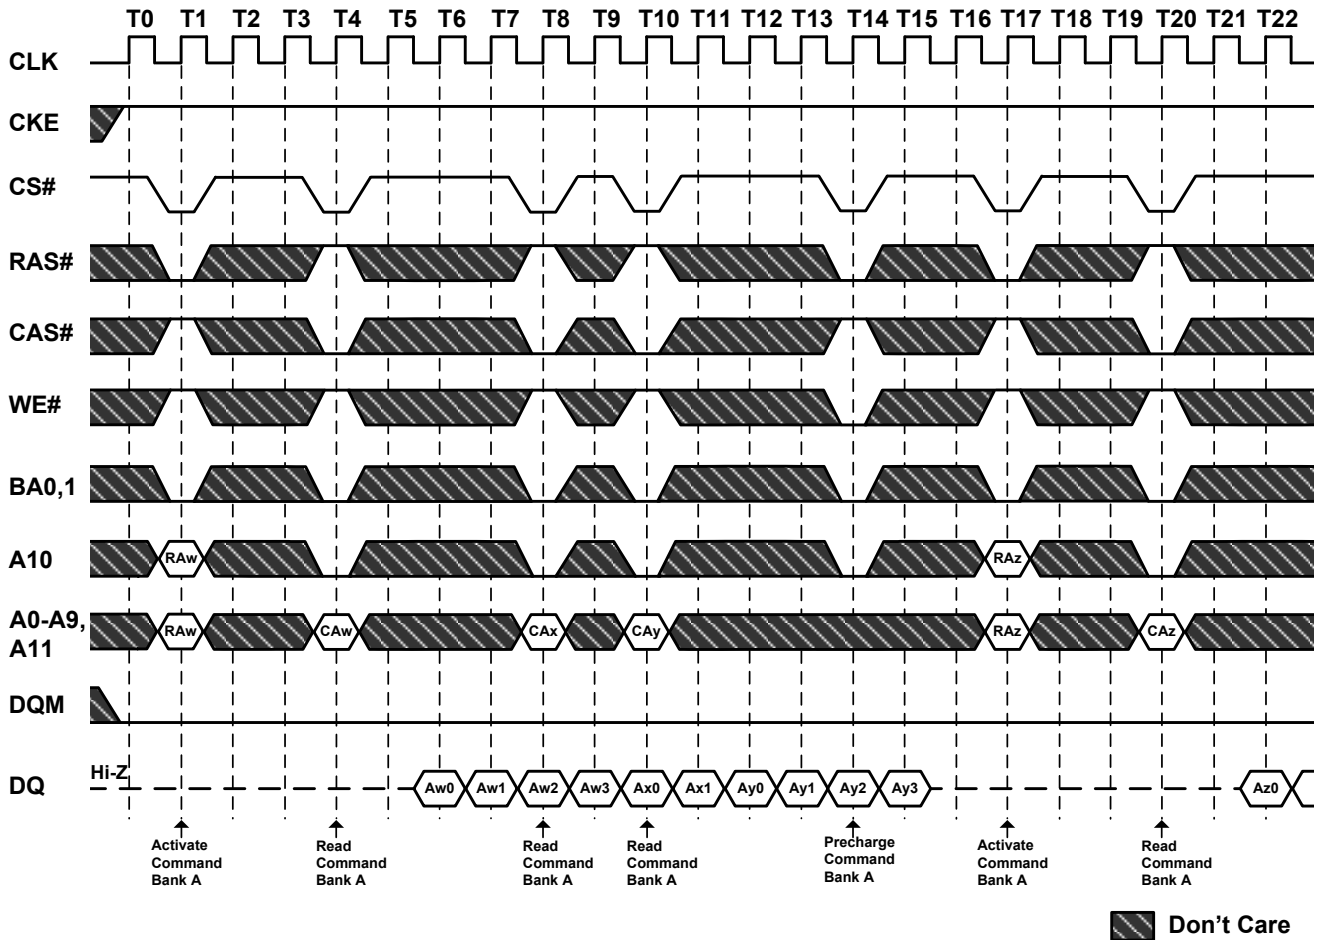 T0 T1 T2 T3 T4 T5 T6 T7 T8 T9 T10 T11 T12 T13 T14 T15 T16 T17 T18 T19 T20 T21 T22
CLK
CKE
CS#
RAS#
CAS#
WE#
BA0,1
A10 RAw RAz
A0-A9,
A11 RAw CAw CAx CAy RAz CAz
DQM
Hi-Z
DQ Aw0 Aw1 Aw2 Aw3 Ax0 Ax1 Ay0 Ay1 Ay2 Ay3 Az0
Activate
Command
Bank A
Read
Command
Bank A
Read
Command
Bank A
Read
Command
Bank A
Precharge
Command
Bank A
Activate
Command
Bank A
Read
Command
Bank A
Don't Care